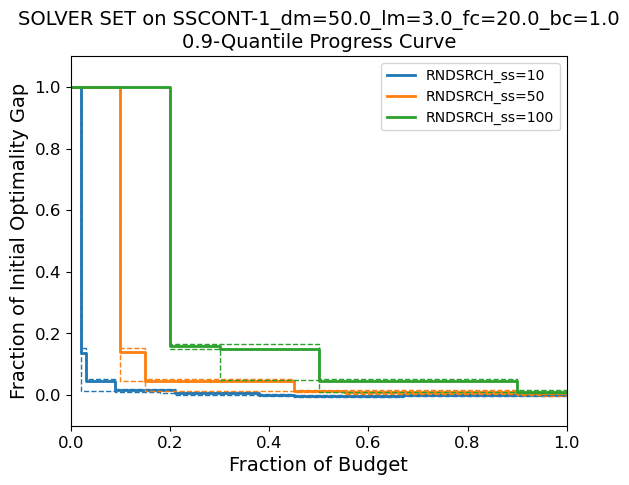 SOLVER SET on SSCONT-1_dm=50.0_lm=3.0_fc=20.0_bc=1.0
0.9-Quantile Progress Curve
RNDSRCH_ss=10
RNDSRCH_ss=50
RNDSRCH_ss=100
Fraction of Initial Optimality Gap
1.0
0.8
0.6
0.4
0.2
0.0
0.0 0.2 0.4 0.6 0.8 1.0
Fraction of Budget